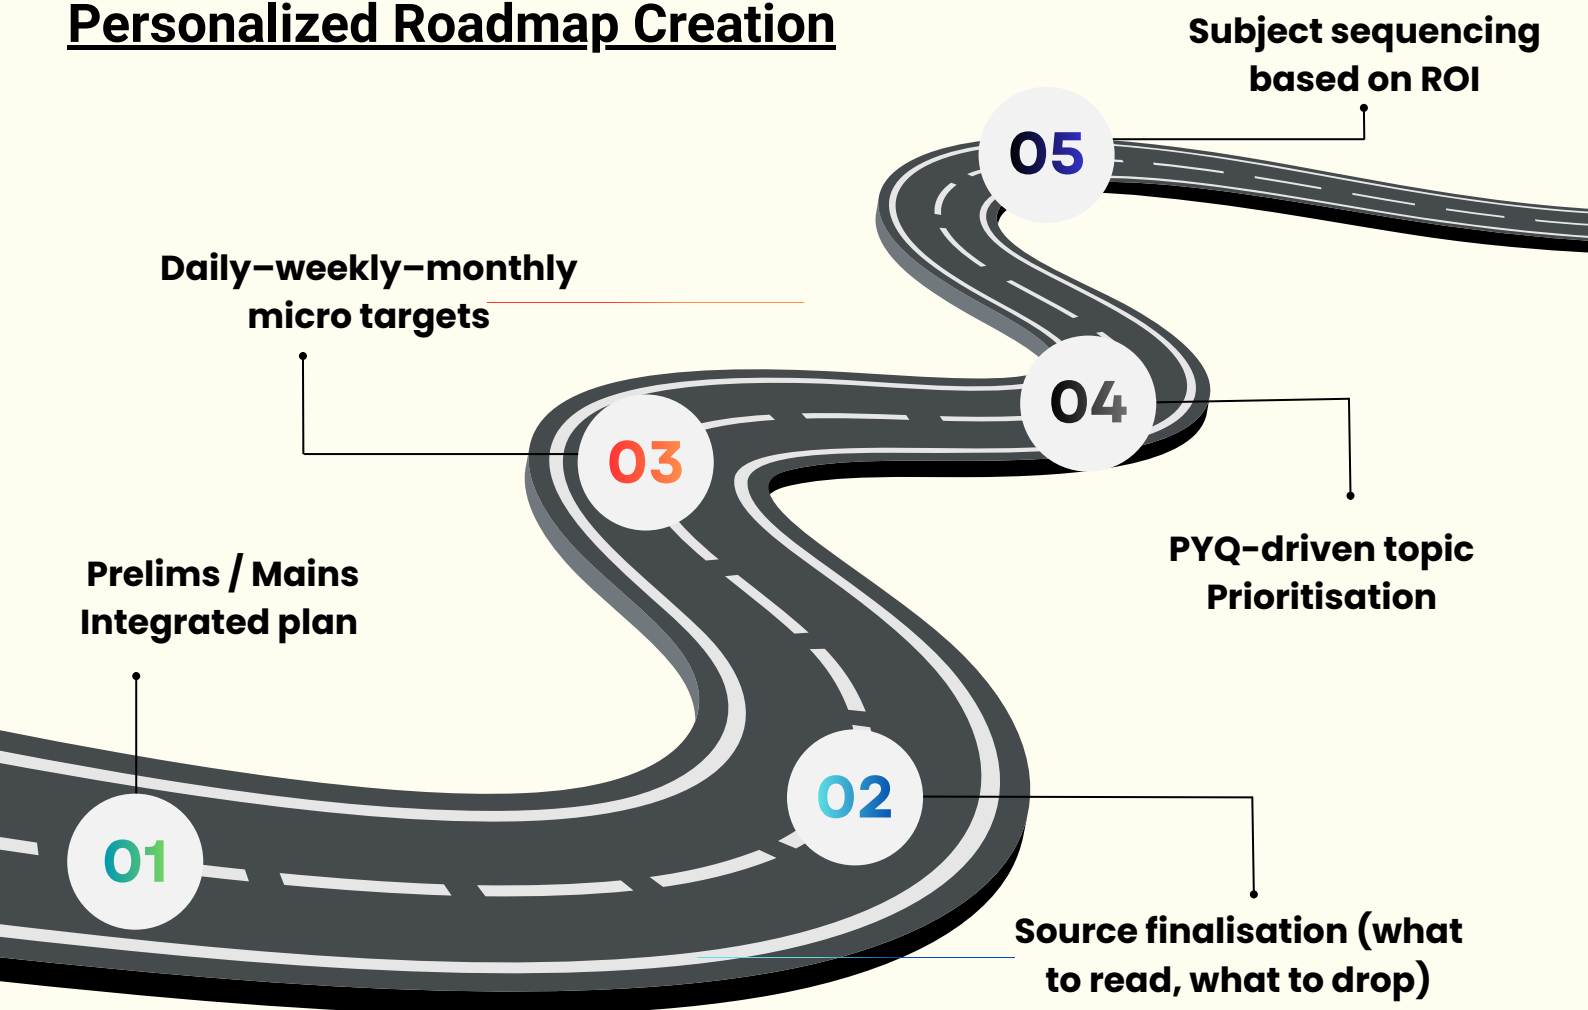 Personalized Roadmap Creation
Subject sequencing
based on ROI
05
Daily–weekly–monthly
micro targets
04
03
PYQ-driven topic
Prioritisation
Prelims / Mains
Integrated plan
02
01
Source finalisation (what
to read, what to drop)